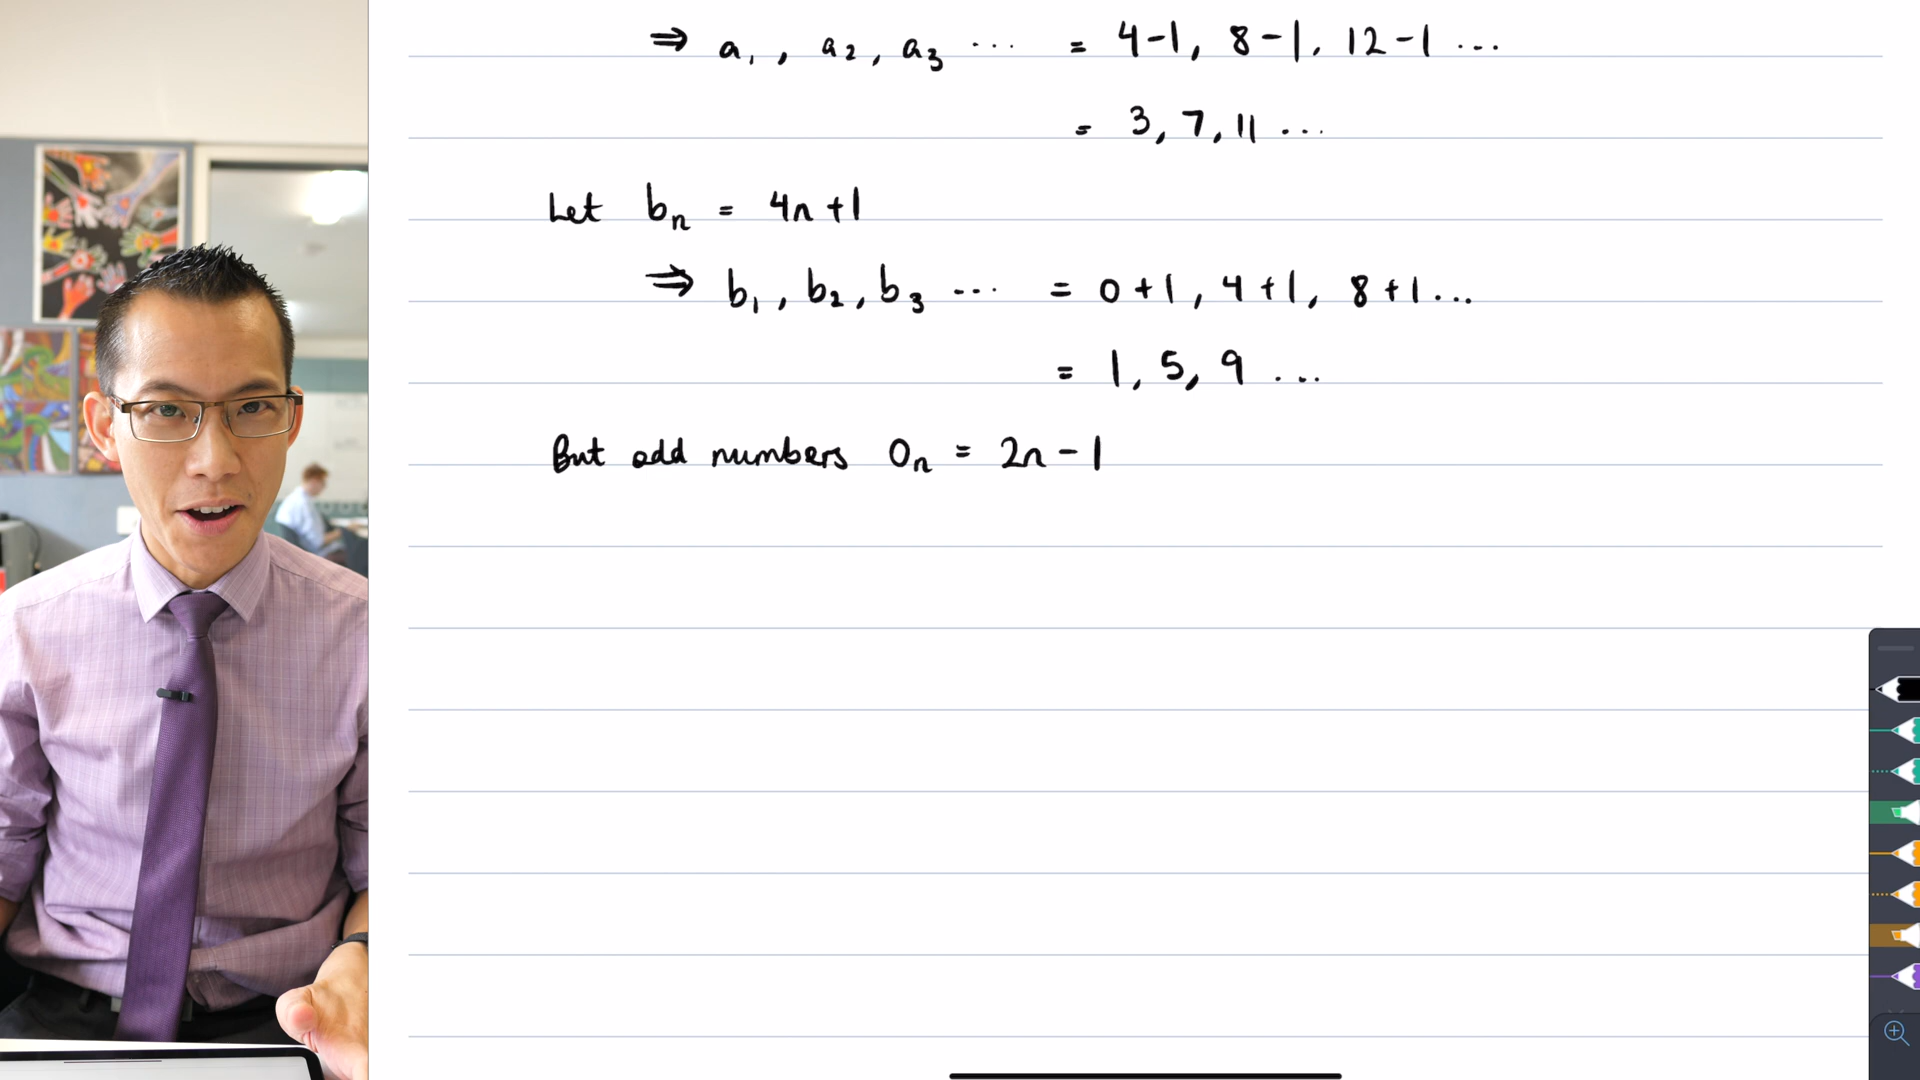 ⇒ a₁, a₂, a₃ ... = 4-1, 8-1, 12-1 ...
= 3, 7, 11 ...
Let bₙ = 4n+1
⇒ b₁, b₂, b₃ ... = 0+1, 4+1, 8+1...
= 1, 5, 9 ...
But odd numbers Oₙ = 2n-1